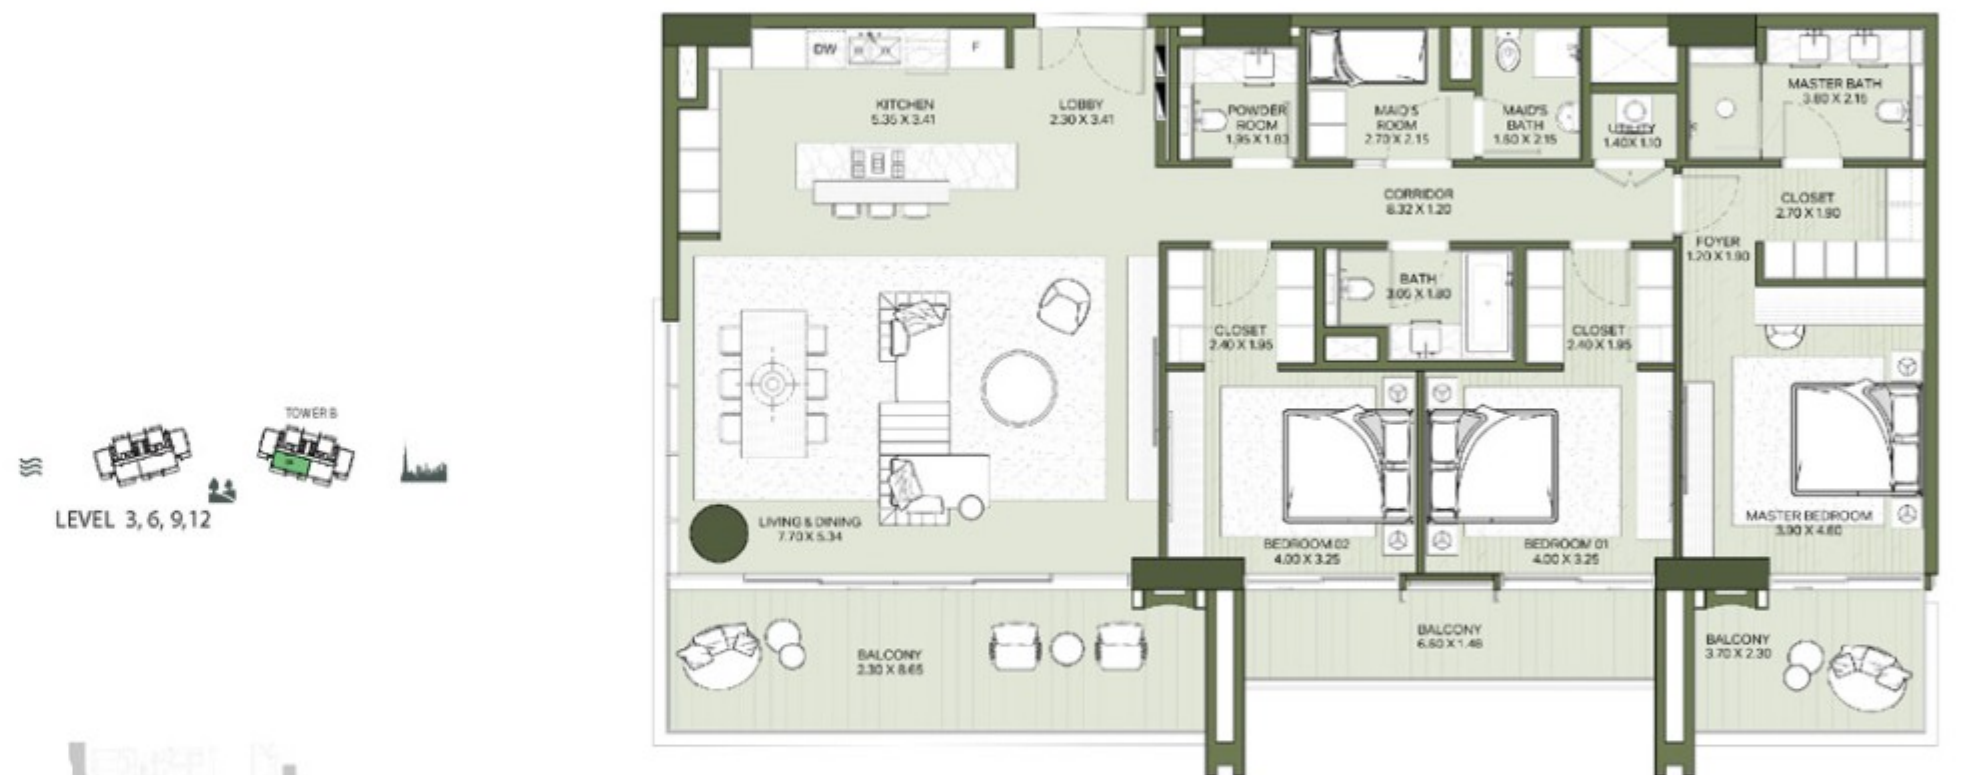 TOWER B
LEVEL 3, 6, 9, 12
DW
F
KITCHEN
5.35 X 3.41
LOBBY
2.30 X 3.41
POWDER
ROOM
1.95 X 1.80
MAID'S
ROOM
2.70 X 2.15
MAID'S
BATH
1.60 X 2.15
UTILITY
1.40 X 1.10
MASTER BATH
3.80 X 2.15
CORRIDOR
8.32 X 1.20
CLOSET
2.70 X 1.90
FOYER
1.20 X 1.90
BATH
3.05 X 1.80
CLOSET
2.40 X 1.95
CLOSET
2.40 X 1.95
LIVING & DINING
7.70 X 5.34
BEDROOM 02
4.00 X 3.25
BEDROOM 01
4.00 X 3.25
MASTER BEDROOM
3.90 X 4.60
BALCONY
2.30 X 8.65
BALCONY
6.80 X 1.46
BALCONY
3.70 X 2.30